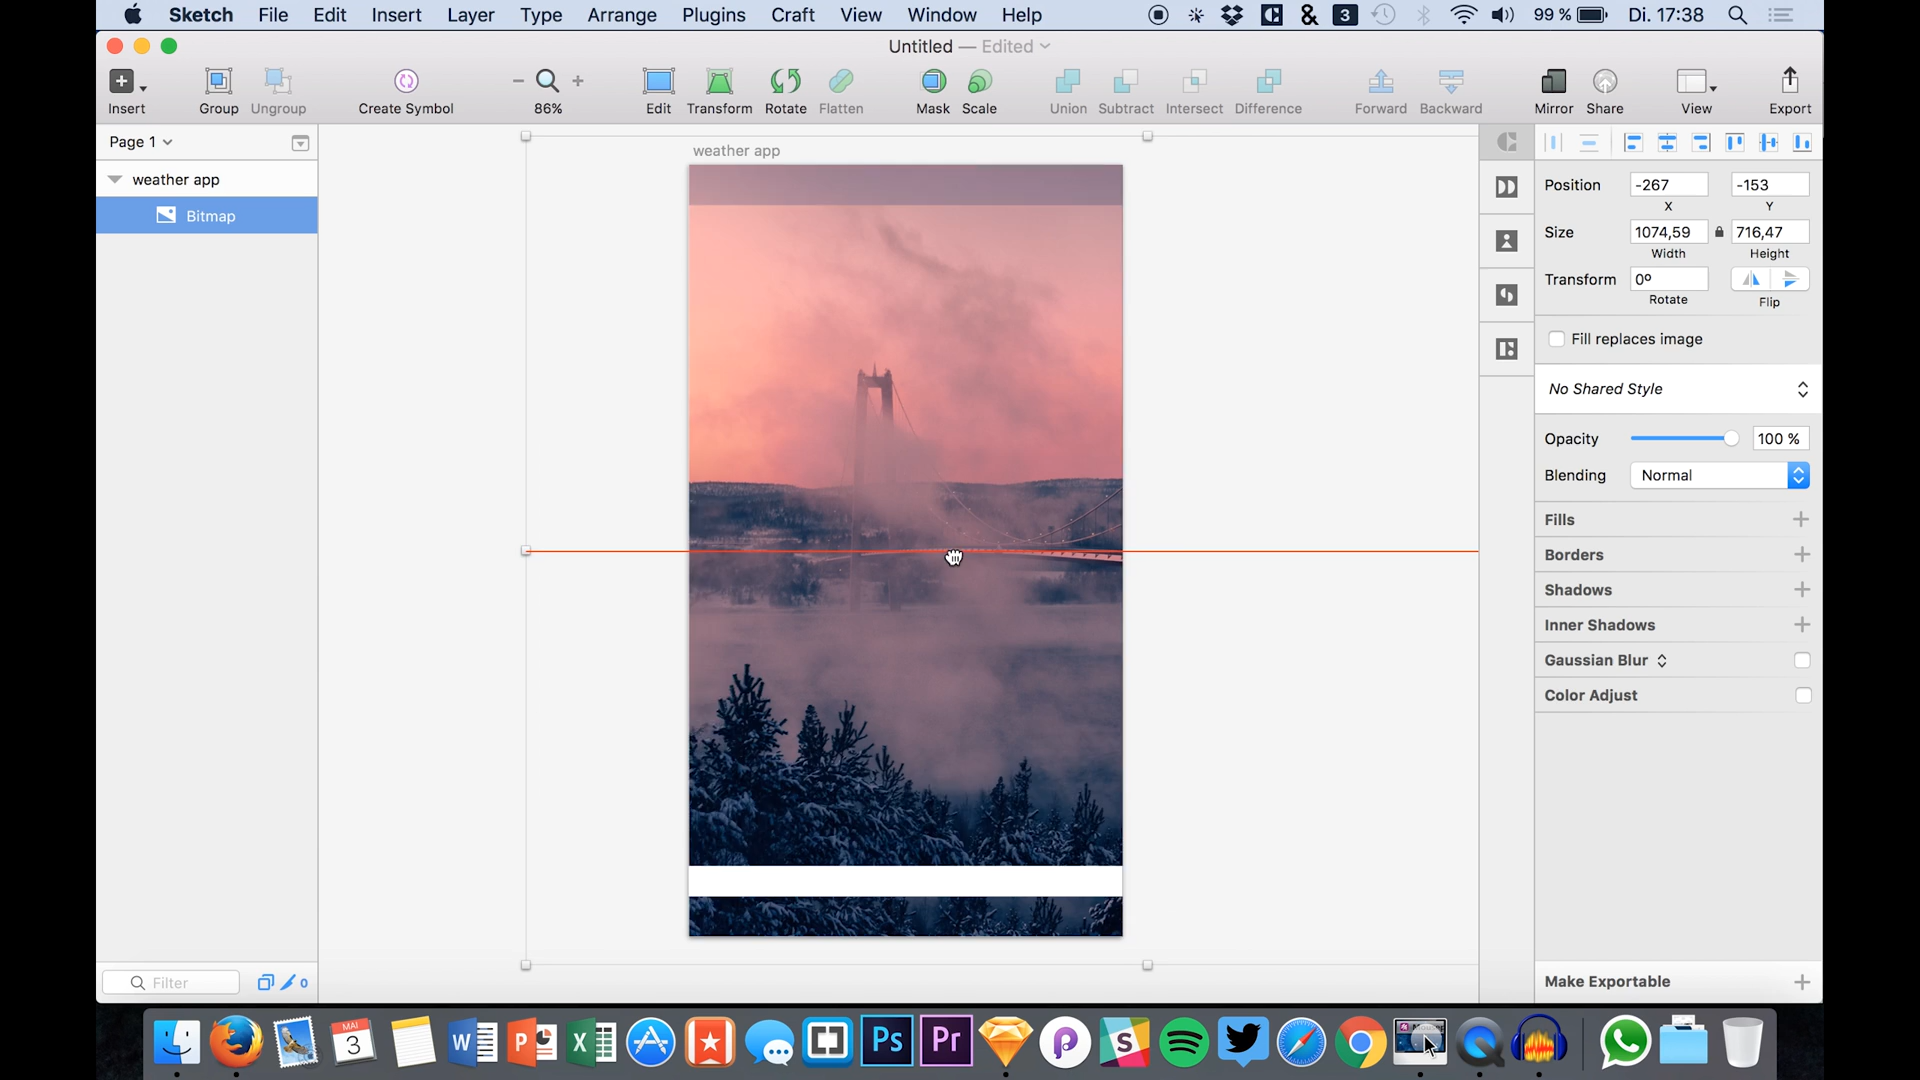 Sketch File Edit Insert Layer Type Arrange Plugins Craft View Window Help 3 99 % Di. 17:38
Untitled — Edited
Insert Group Ungroup Create Symbol 86% Edit Transform Rotate Flatten Mask Scale Union Subtract Intersect Difference Forward Backward Mirror Share View Export
Page 1
weather app
Bitmap
weather app
Position -267 -153
X Y
Size 1074,59 716,47
Width Height
Transform 0º
Rotate Flip
Fill replaces image
No Shared Style
Opacity 100 %
Blending Normal
Fills
Borders
Shadows
Inner Shadows
Gaussian Blur
Color Adjust
Make Exportable
Filter 0
MAI
3
W P X Ps Pr